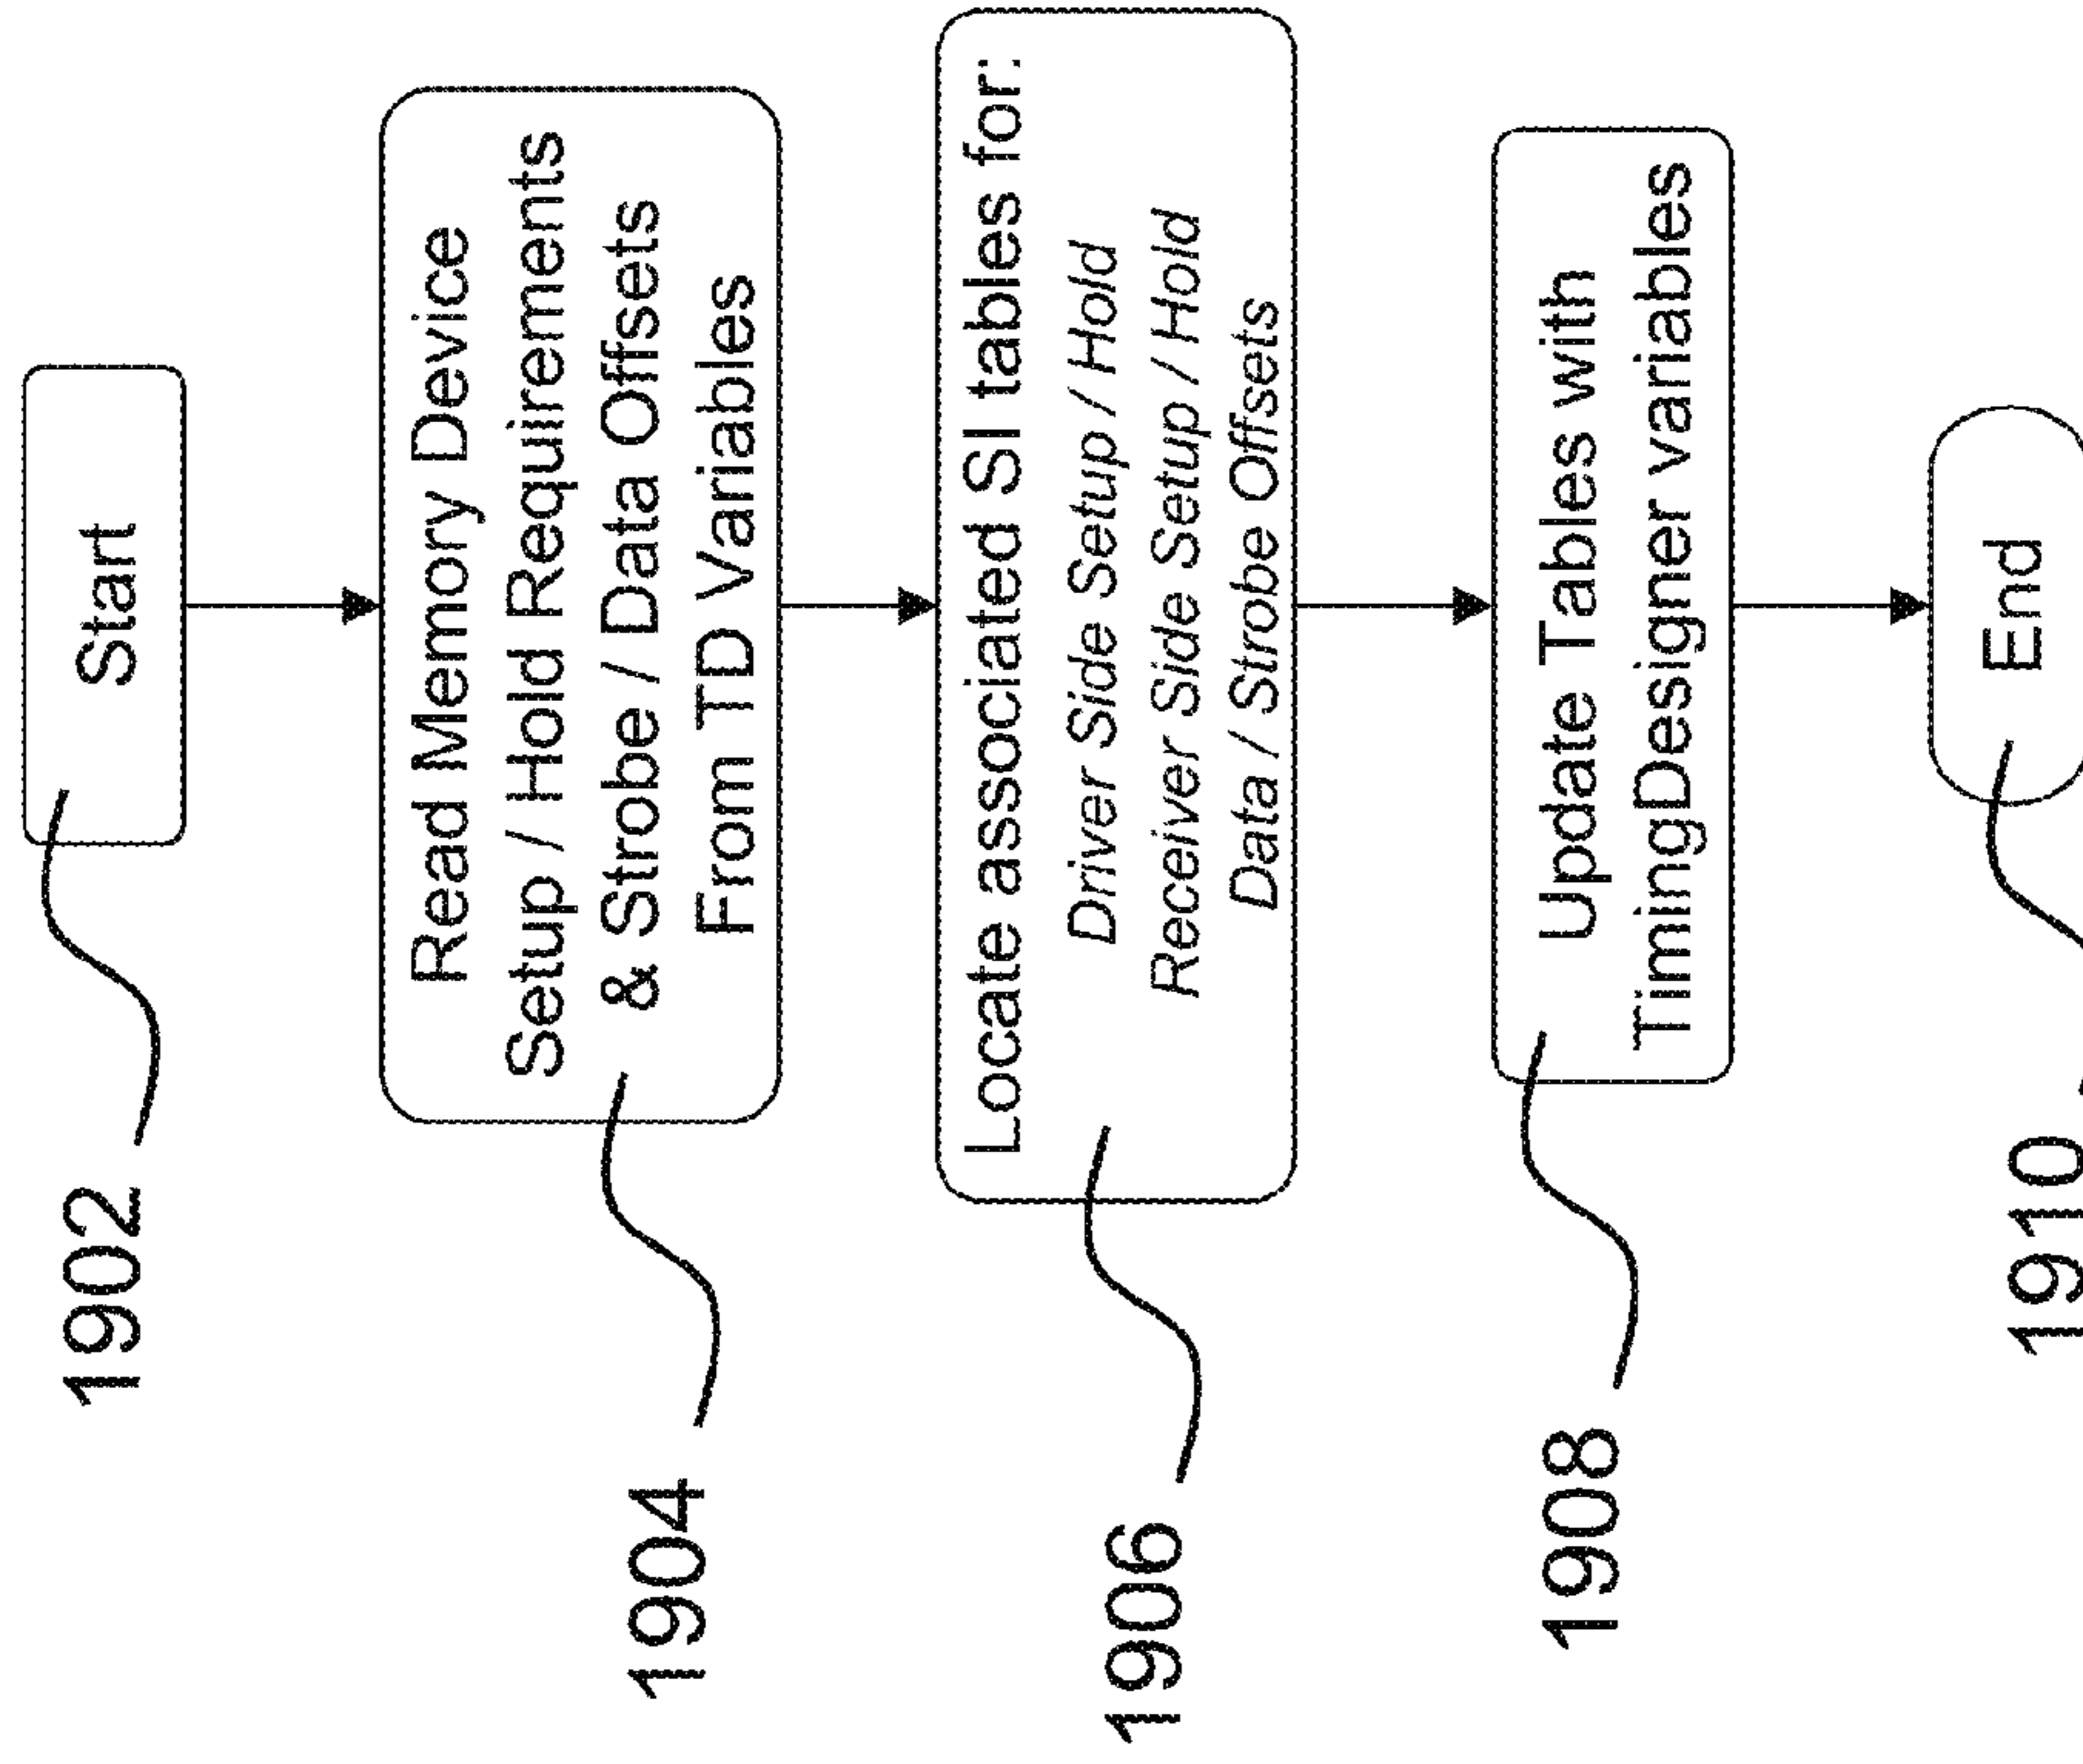 1902
Start
1904
Read Memory Device
Setup / Hold Requirements
& Strobe / Data Offsets
From TD Variables
1906
Locate associated SI tables for:
Driver Side Setup / Hold
Receiver Side Setup / Hold
Data / Strobe Offsets
1908
Update Tables with
TimingDesigner variables
1910
End